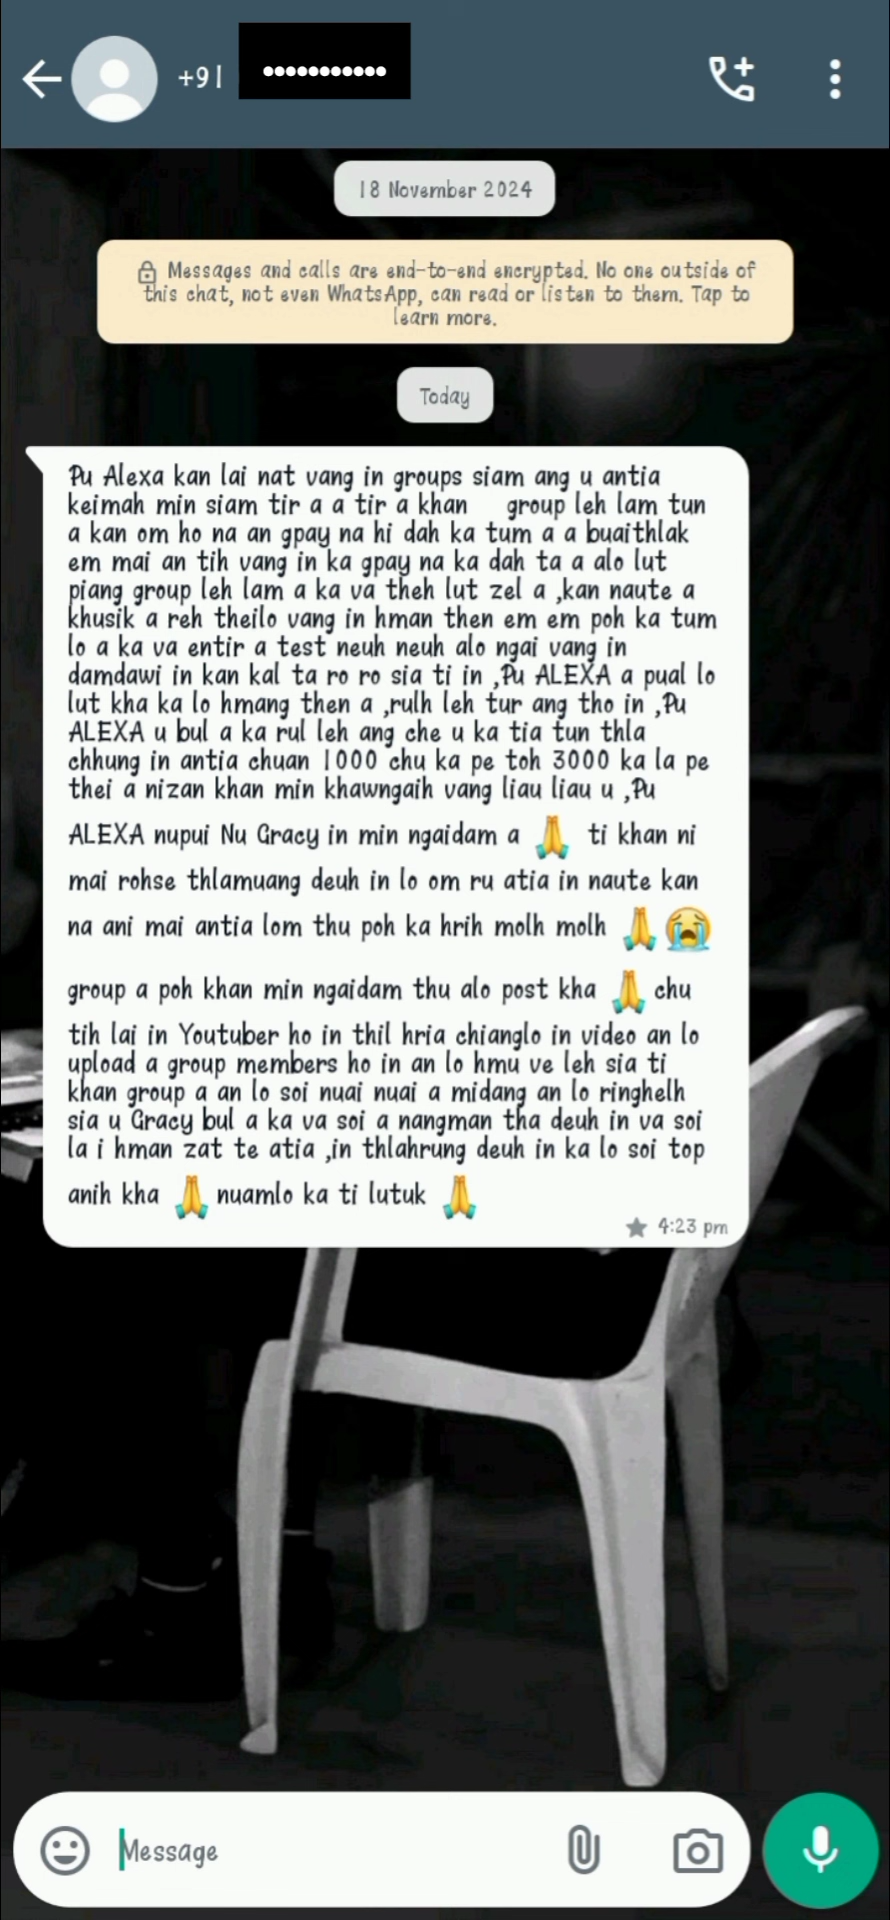 +91
18 November 2024
Messages and calls are end-to-end encrypted. No one outside of
this chat, not even WhatsApp, can read or listen to them. Tap to
learn more.
Today
Pu Alexa kan lai nat vang in groups siam ang u antia
keimah min siam tir a a tir a khan group leh lam tun
a kan om ho na an gpay na hi dah ka tum a a buaithlak
em mai an tih vang in ka gpay na ka dah ta a alo lut
piang group leh lam a ka va theh lut zel a ,kan naute a
khusik a reh theilo vang in hman then em em poh ka tum
lo a ka va entir a test neuh neuh alo ngai vang in
damdawi in kan kal ta ro ro sia ti in ,Pu ALEXA a pual lo
lut kha ka lo hmang then a ,rulh leh tur ang tho in ,Pu
ALEXA u bul a ka rul leh ang che u ka tia tun thla
chhung in antia chuan 1000 chu ka pe toh 3000 ka la pe
thei a nizan khan min khawngaih vang liau liau u ,Pu
ALEXA nupui Nu Gracy in min ngaidam a 🙏 ti khan ni
mai rohse thlamuang deuh in lo om ru atia in naute kan
na ani mai antia lom thu poh ka hrih molh molh 🙏😭
group a poh khan min ngaidam thu alo post kha 🙏 chu
tih lai in Youtuber ho in thil hria chianglo in video an lo
upload a group members ho in an lo hmu ve leh sia ti
khan group a an lo soi nuai nuai a midang an lo ringhelh
sia u Gracy bul a ka va soi a nangman tha deuh in va soi
la i hman zat te atia ,in thlahrung deuh in ka lo soi top
anih kha 🙏 nuamlo ka ti lutuk 🙏
4:23 pm
Message